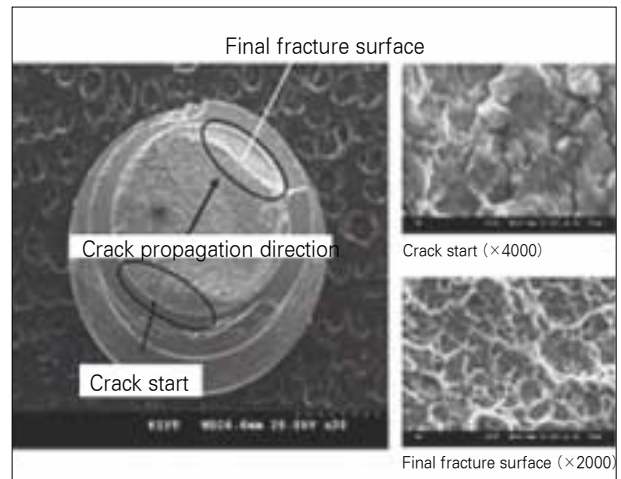 Final fracture surface
Crack propagation direction
Crack start
Crack start (×4000)
Final fracture surface (×2000)